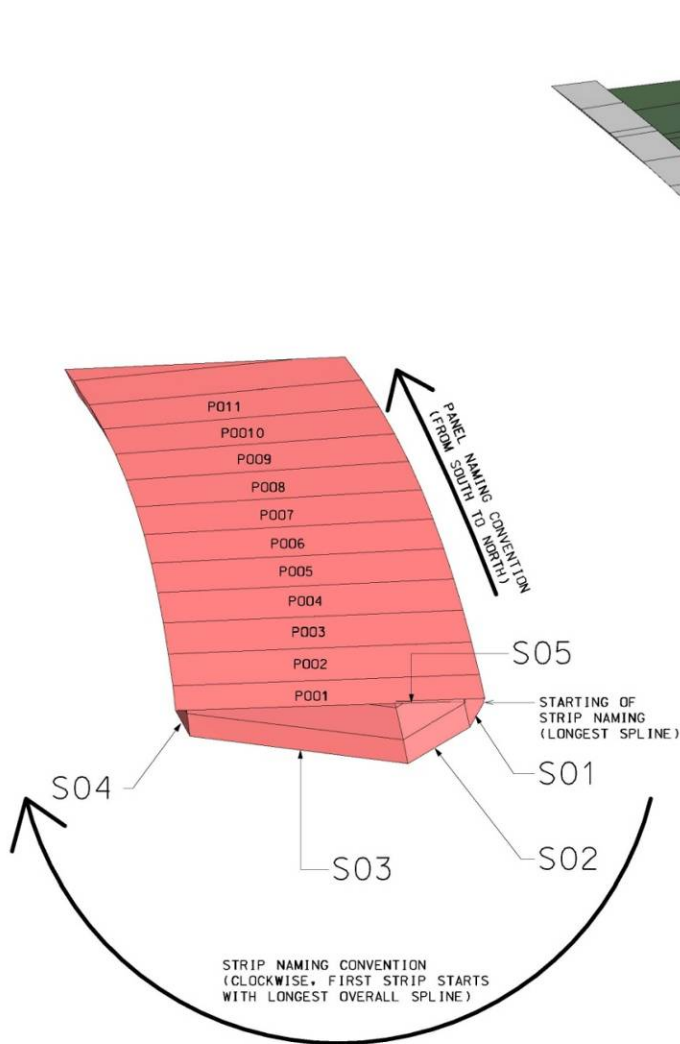 P011
P0010
P009
P008
P007
P006
P005
P004
P003
P002
P001
PANEL NAMING CONVENTION
(FROM SOUTH TO NORTH)
S05
STARTING OF
STRIP NAMING
(LONGEST SPLINE)
S01
S02
S03
S04
STRIP NAMING CONVENTION
(CLOCKWISE, FIRST STRIP STARTS
WITH LONGEST OVERALL SPLINE)